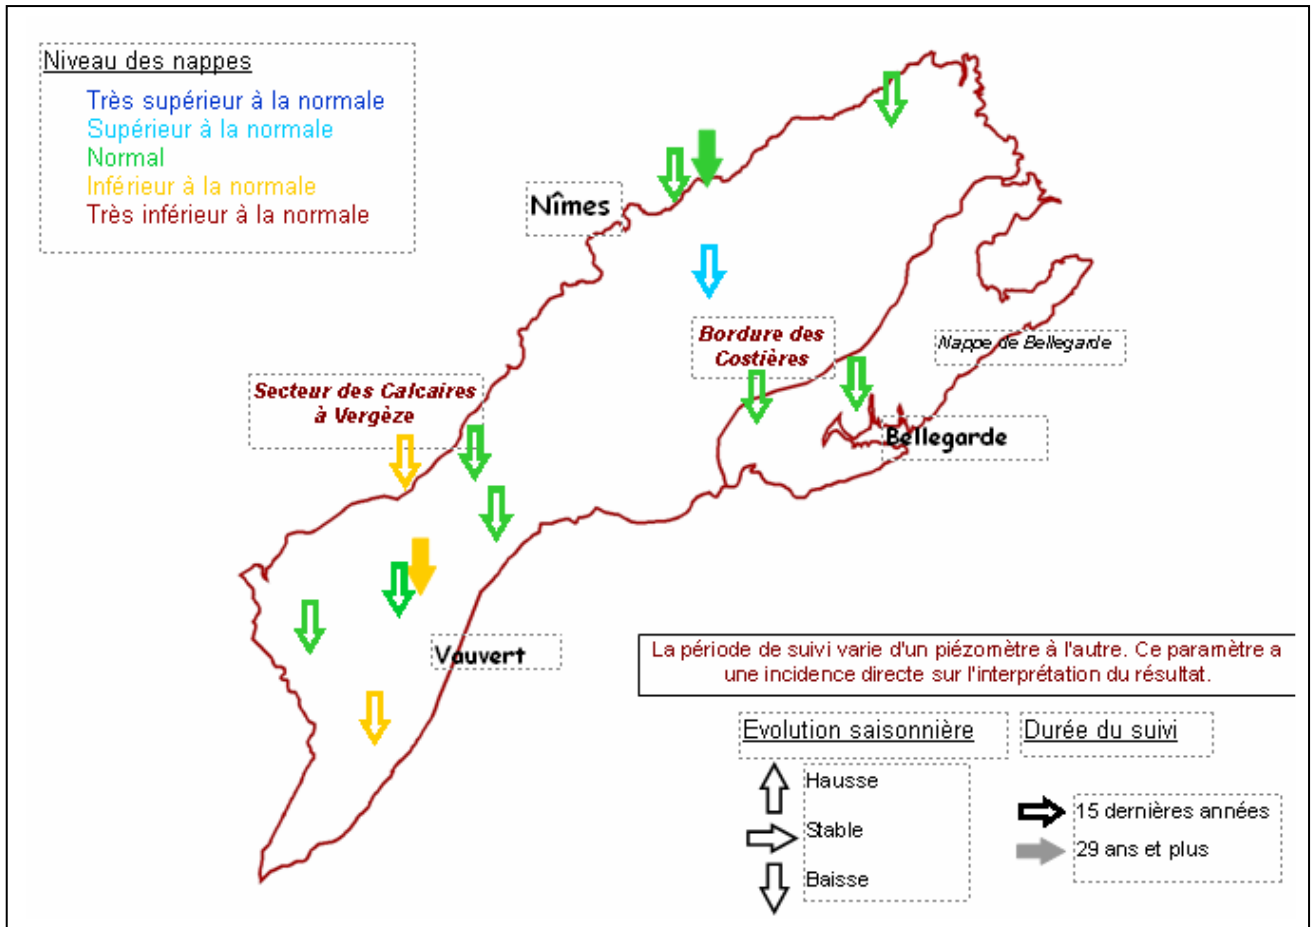 Niveau des nappes
Très supérieur à la normale
Supérieur à la normale
Normal
Inférieur à la normale
Très inférieur à la normale
Nîmes
Bordure des
Costières
Nappe de Bellegarde
Secteur des Calcaires
à Vergèze
Bellegarde
Vauvert
La période de suivi varie d'un piézomètre à l'autre. Ce paramètre a
une incidence directe sur l'interprétation du résultat.
Evolution saisonnière
Hausse
Stable
Baisse
Durée du suivi
15 dernières années
29 ans et plus